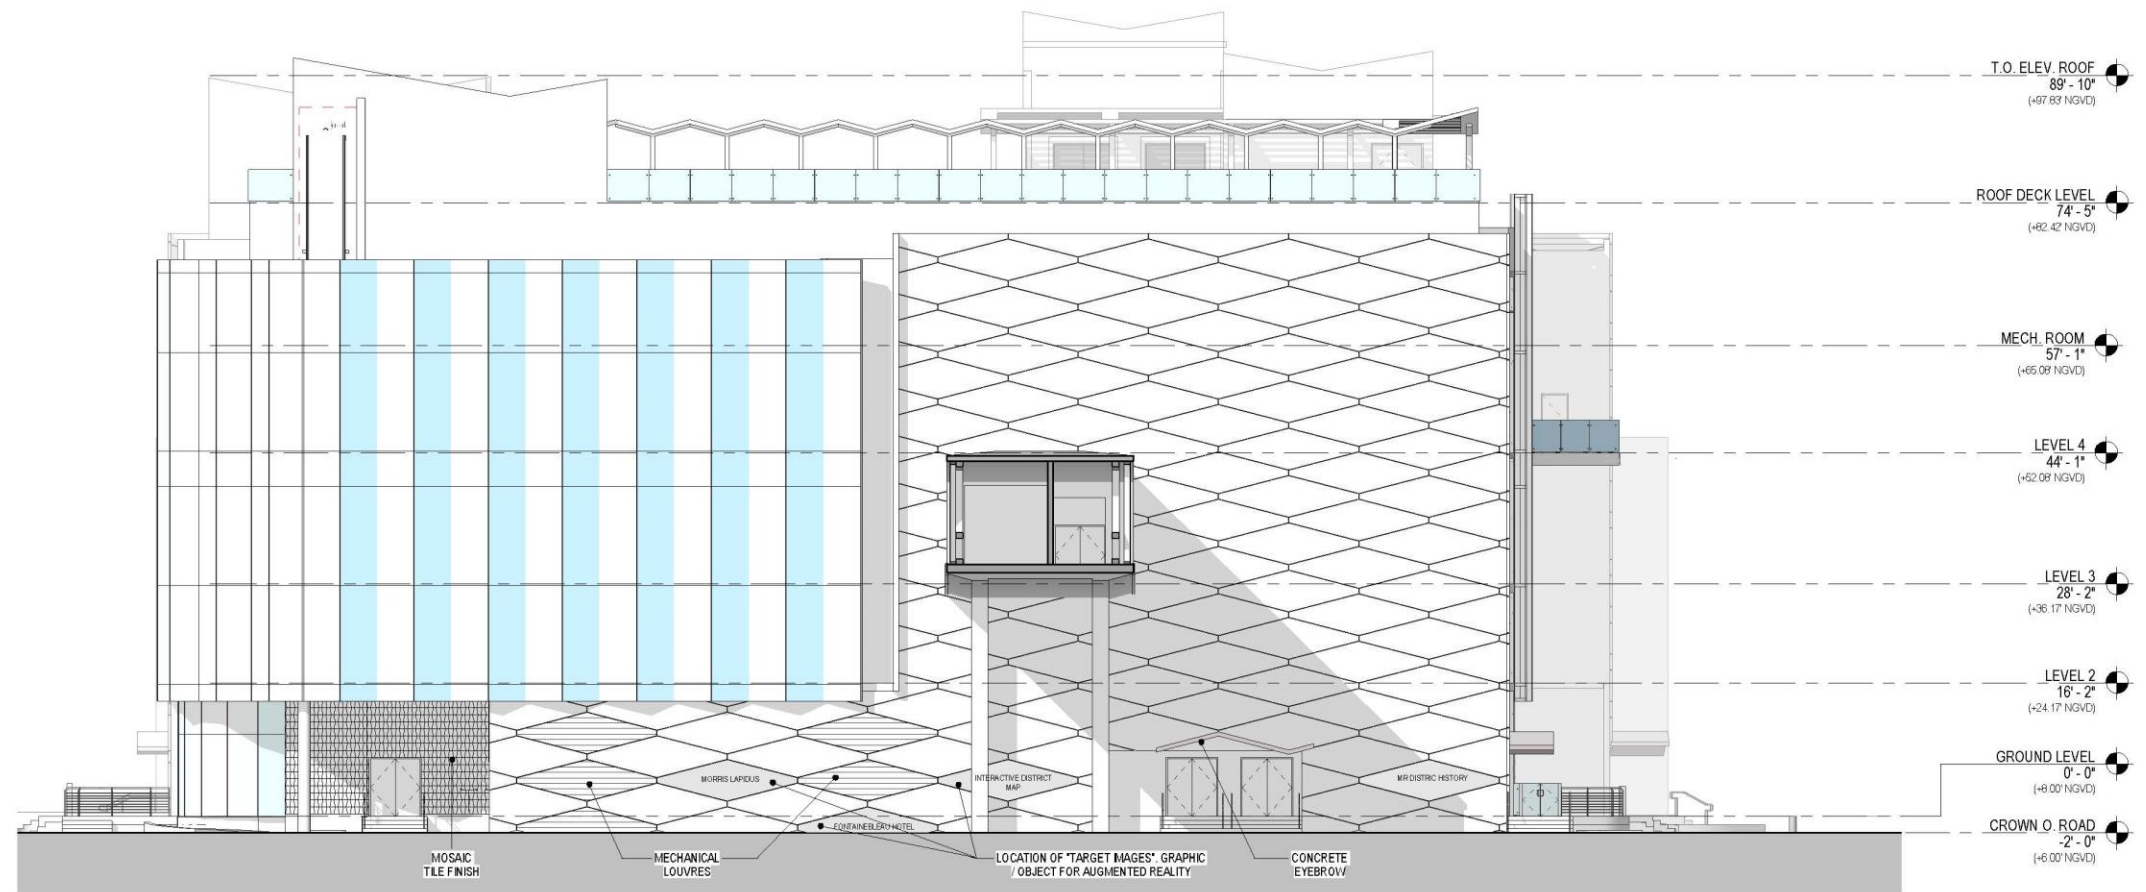 T.O. ELEV. ROOF
89' - 10"
(+97.83' NGVD)
ROOF DECK LEVEL
74' - 5"
(+82.42' NGVD)
MECH. ROOM
57' - 1"
(+65.08' NGVD)
LEVEL 4
44' - 1"
(+52.08' NGVD)
LEVEL 3
28' - 2"
(+36.17' NGVD)
LEVEL 2
16' - 2"
(+24.17' NGVD)
GROUND LEVEL
0' - 0"
(+8.00' NGVD)
CROWN O. ROAD
-2' - 0"
(+6.00' NGVD)
MORRIS LAPIDUS
INTERACTIVE DISTRICT
MAP
MR DISTRIC HISTORY
FONTAINEBLEAU HOTEL
MOSAIC
TILE FINISH
MECHANICAL
LOUVRES
LOCATION OF "TARGET IMAGES". GRAPHIC
/ OBJECT FOR AUGMENTED REALITY
CONCRETE
EYEBROW